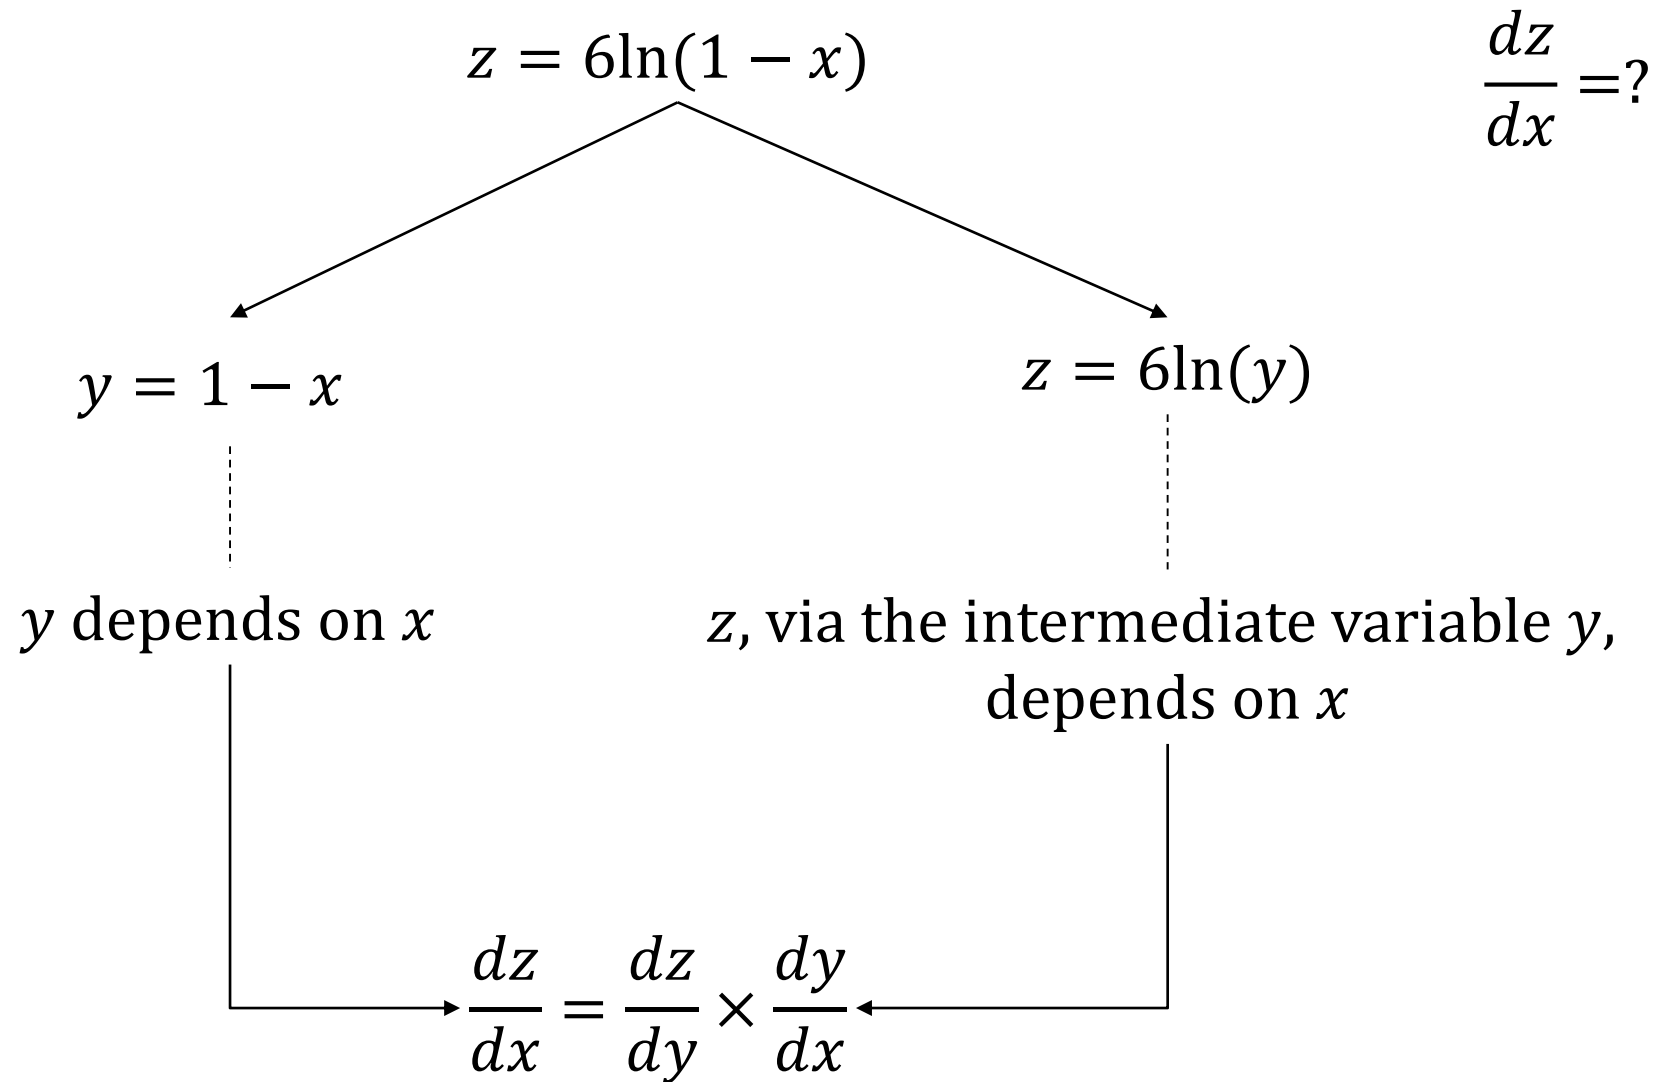 z = 6ln(1 − x)
dz/dx =?
y = 1 − x
z = 6ln(y)
y depends on x
z, via the intermediate variable y,
depends on x
dz/dx = dz/dy × dy/dx